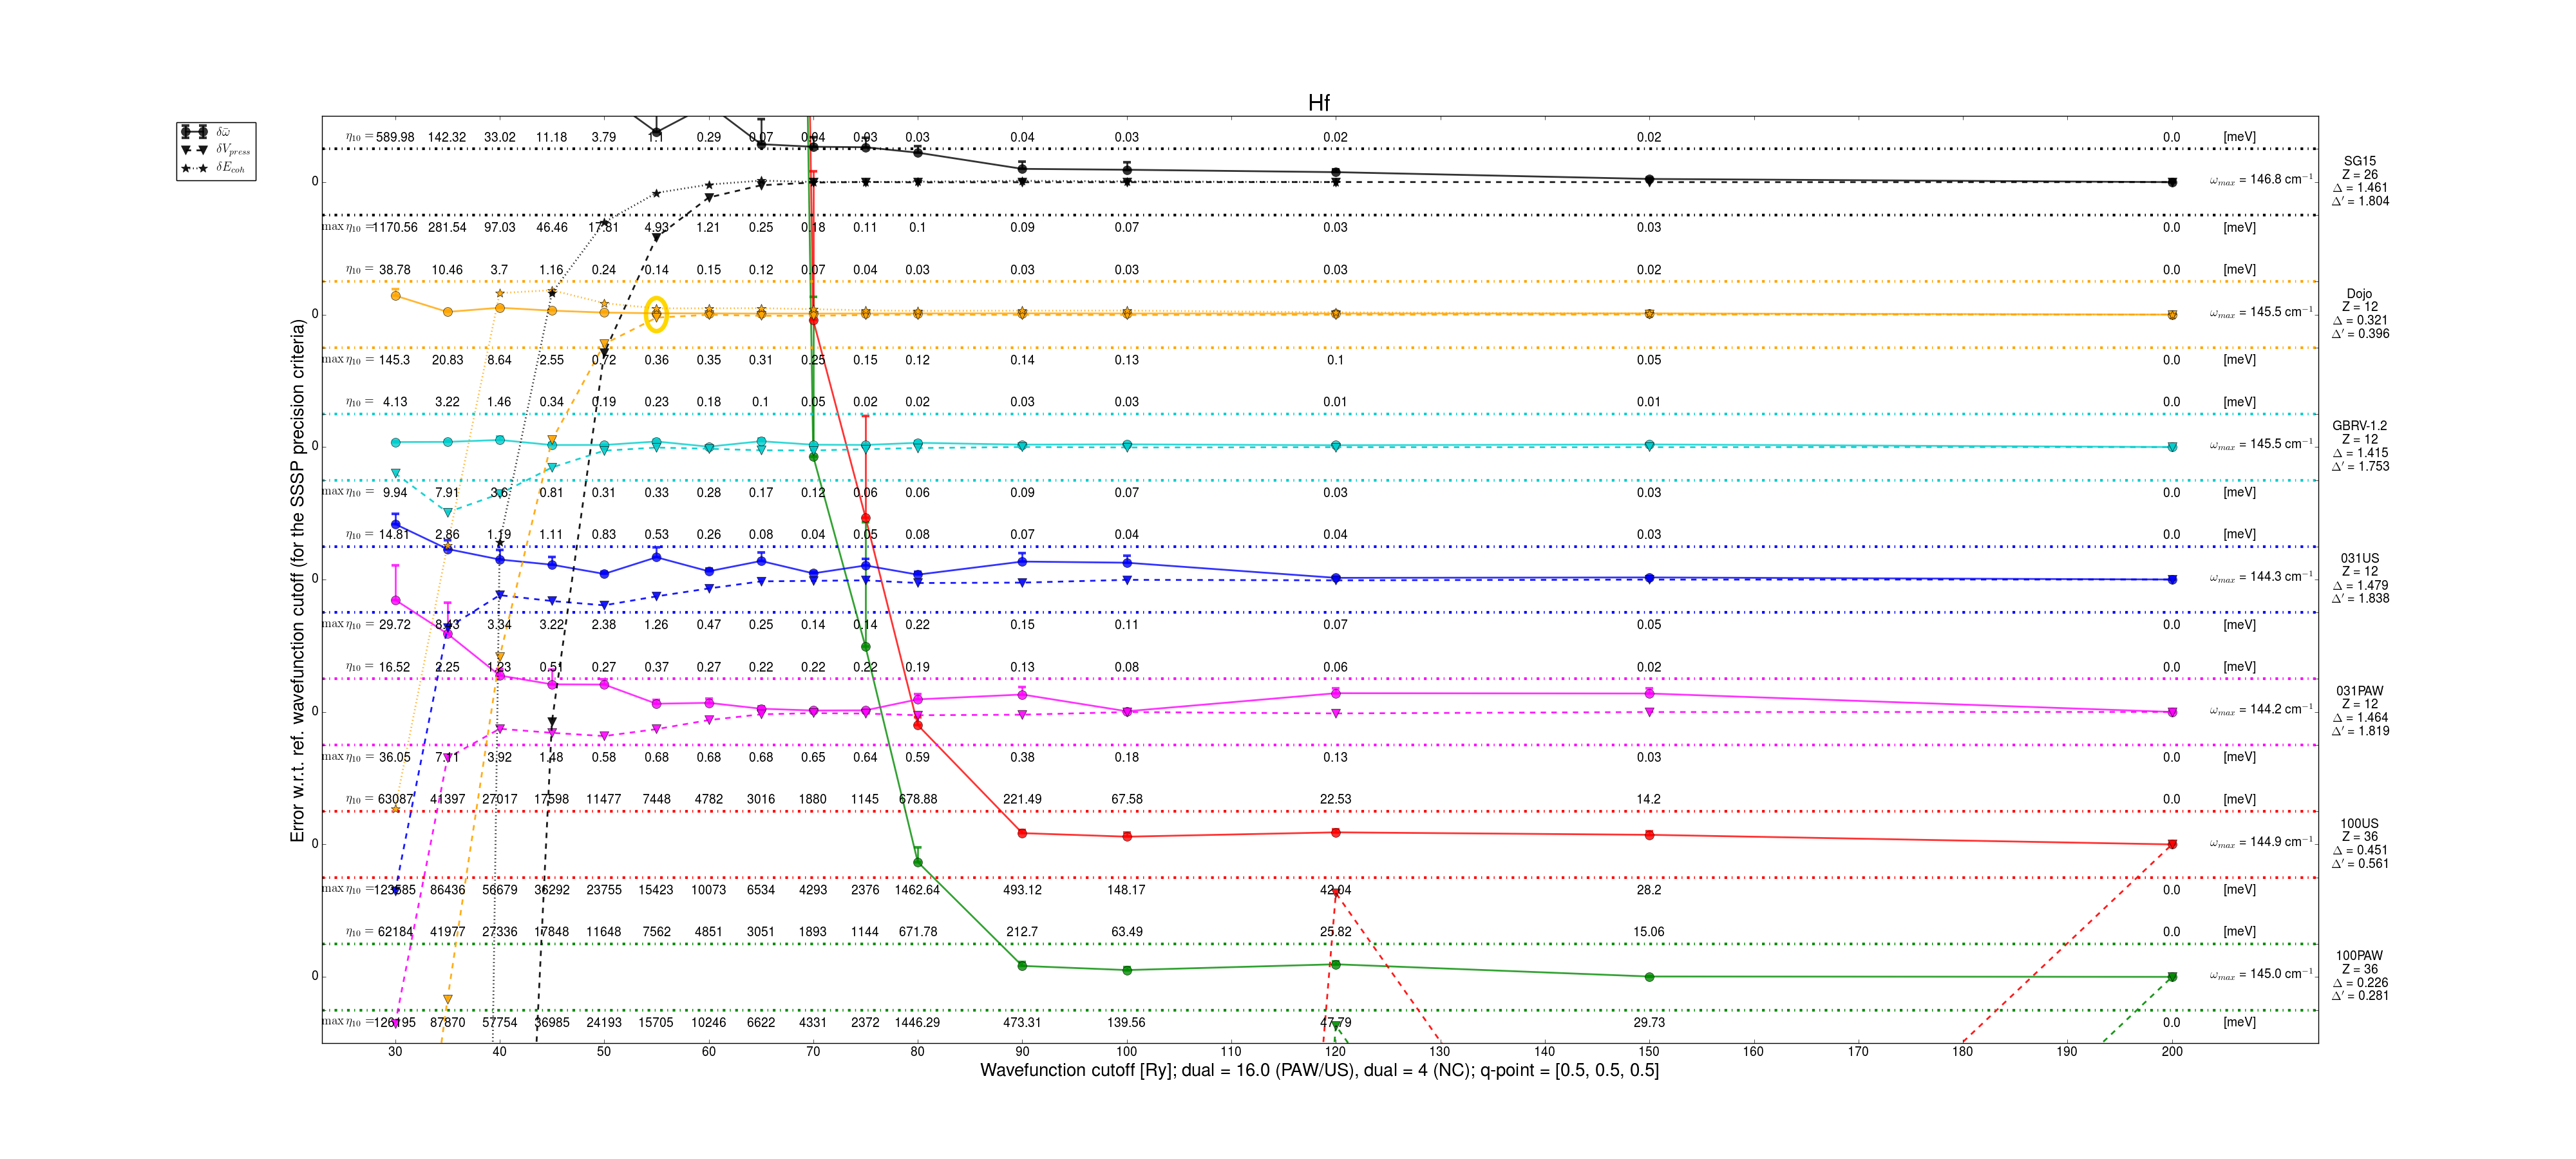 Hf
δω̄
δV_press
δE_coh
η₁₀ = 589.98 142.32 33.02 11.18 3.79 1.1 0.29 0.07 0.04 0.03 0.03 0.04 0.03 0.02 0.02 0.0 [meV]
0 ω_max = 146.8 cm⁻¹
SG15
Z = 26
Δ = 1.461
Δ′ = 1.804
max η₁₀ = 1170.56 281.54 97.03 46.46 17.81 4.93 1.21 0.25 0.18 0.11 0.1 0.09 0.07 0.03 0.03 0.0 [meV]
η₁₀ = 38.78 10.46 3.7 1.16 0.24 0.14 0.15 0.12 0.07 0.04 0.03 0.03 0.03 0.03 0.02 0.0 [meV]
0 ω_max = 145.5 cm⁻¹
Dojo
Z = 12
Δ = 0.321
Δ′ = 0.396
max η₁₀ = 145.3 20.83 8.64 2.55 0.72 0.36 0.35 0.31 0.25 0.15 0.12 0.14 0.13 0.1 0.05 0.0 [meV]
η₁₀ = 4.13 3.22 1.46 0.34 0.19 0.23 0.18 0.1 0.05 0.02 0.02 0.03 0.03 0.01 0.01 0.0 [meV]
0 ω_max = 145.5 cm⁻¹
GBRV-1.2
Z = 12
Δ = 1.415
Δ′ = 1.753
max η₁₀ = 9.94 7.91 3.6 0.81 0.31 0.33 0.28 0.17 0.12 0.06 0.06 0.09 0.07 0.03 0.03 0.0 [meV]
η₁₀ = 14.81 2.86 1.19 1.11 0.83 0.53 0.26 0.08 0.04 0.05 0.08 0.07 0.04 0.04 0.03 0.0 [meV]
0 ω_max = 144.3 cm⁻¹
031US
Z = 12
Δ = 1.479
Δ′ = 1.838
max η₁₀ = 29.72 8.43 3.34 3.22 2.38 1.26 0.47 0.25 0.14 0.14 0.22 0.15 0.11 0.07 0.05 0.0 [meV]
η₁₀ = 16.52 2.25 1.23 0.51 0.27 0.37 0.27 0.22 0.22 0.22 0.19 0.13 0.08 0.06 0.02 0.0 [meV]
0 ω_max = 144.2 cm⁻¹
031PAW
Z = 12
Δ = 1.464
Δ′ = 1.819
max η₁₀ = 36.05 7.11 3.92 1.48 0.58 0.68 0.68 0.68 0.65 0.64 0.59 0.38 0.18 0.13 0.03 0.0 [meV]
η₁₀ = 63087 41397 27017 17598 11477 7448 4782 3016 1880 1145 678.88 221.49 67.58 22.53 14.2 0.0 [meV]
0 ω_max = 144.9 cm⁻¹
100US
Z = 36
Δ = 0.451
Δ′ = 0.561
max η₁₀ = 86436 56679 36292 23755 15423 10073 6534 4293 2376 1462.64 493.12 148.17 42.04 28.2 0.0 [meV]
η₁₀ = 62184 41977 27336 17848 11648 7562 4851 3051 1893 1144 671.78 212.7 63.49 25.82 15.06 0.0 [meV]
0 ω_max = 145.0 cm⁻¹
100PAW
Z = 36
Δ = 0.226
Δ′ = 0.281
max η₁₀ = 87870 57754 36985 24193 15705 10246 6622 4331 2372 1446.29 473.31 139.56 47.79 29.73 0.0 [meV]
30 40 50 60 70 80 90 100 110 120 130 140 150 160 170 180 190 200
Wavefunction cutoff [Ry]; dual = 16.0 (PAW/US), dual = 4 (NC); q-point = [0.5, 0.5, 0.5]
Error w.r.t. ref. wavefunction cutoff (for the SSSP precision criteria)